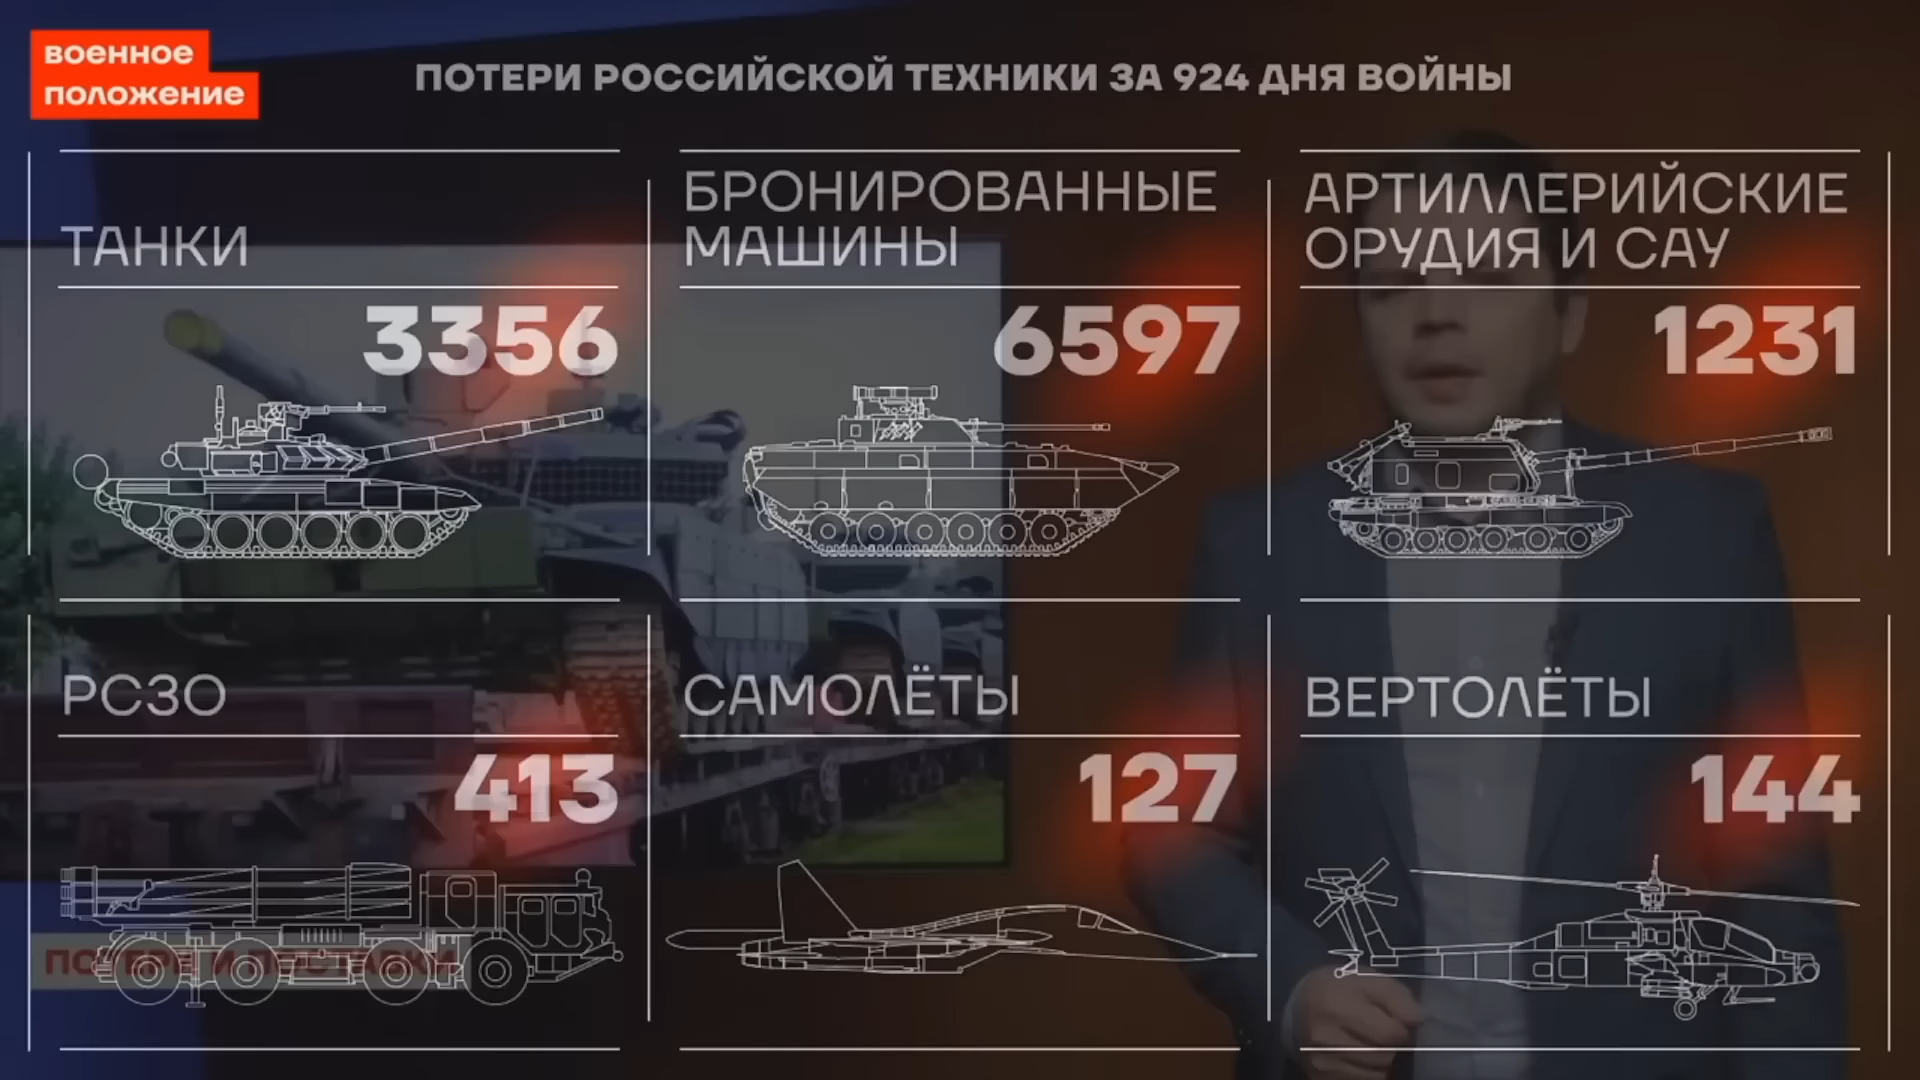 военное
положение
ПОТЕРИ РОССИЙСКОЙ ТЕХНИКИ ЗА 924 ДНЯ ВОЙНЫ
ТАНКИ
3356
БРОНИРОВАННЫЕ
МАШИНЫ
6597
АРТИЛЛЕРИЙСКИЕ
ОРУДИЯ И САУ
1231
РСЗО
413
САМОЛЁТЫ
127
ВЕРТОЛЁТЫ
144